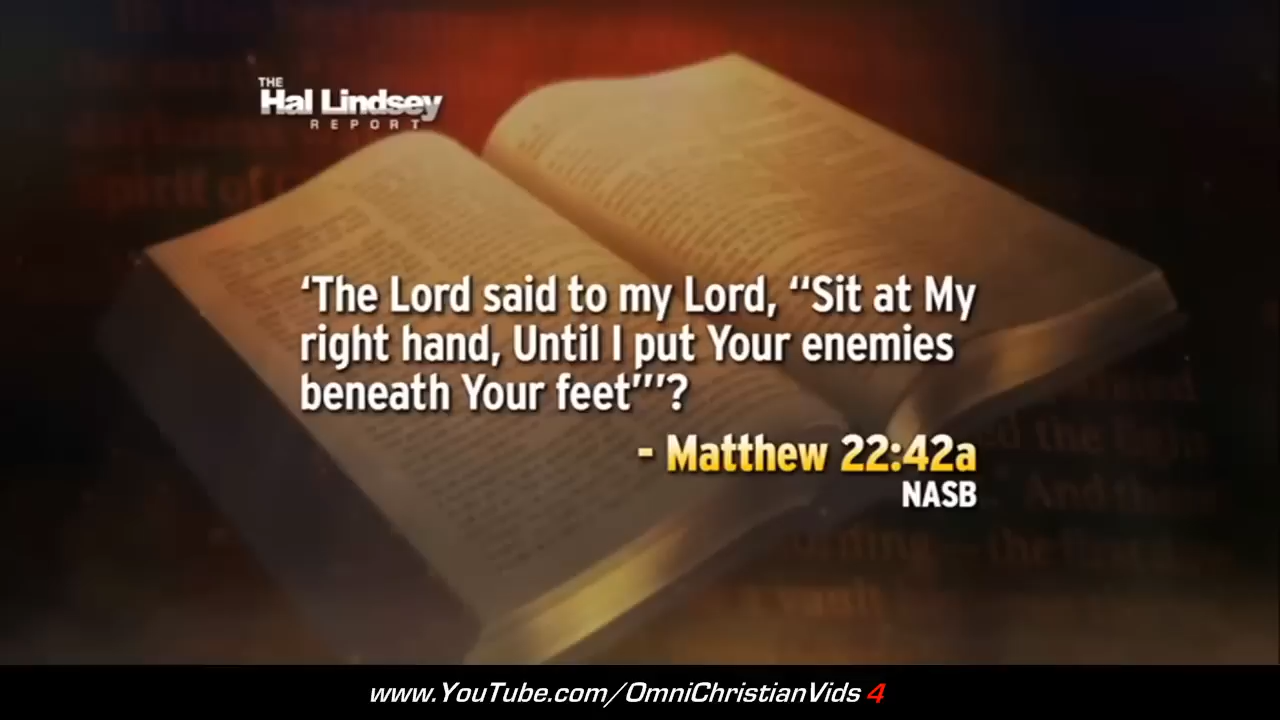 THE
Hal Lindsey
REPORT
‘The Lord said to my Lord, “Sit at My
right hand, Until I put Your enemies
beneath Your feet”’”?
- Matthew 22:42a
NASB
www.YouTube.com/OmniChristianVids 4